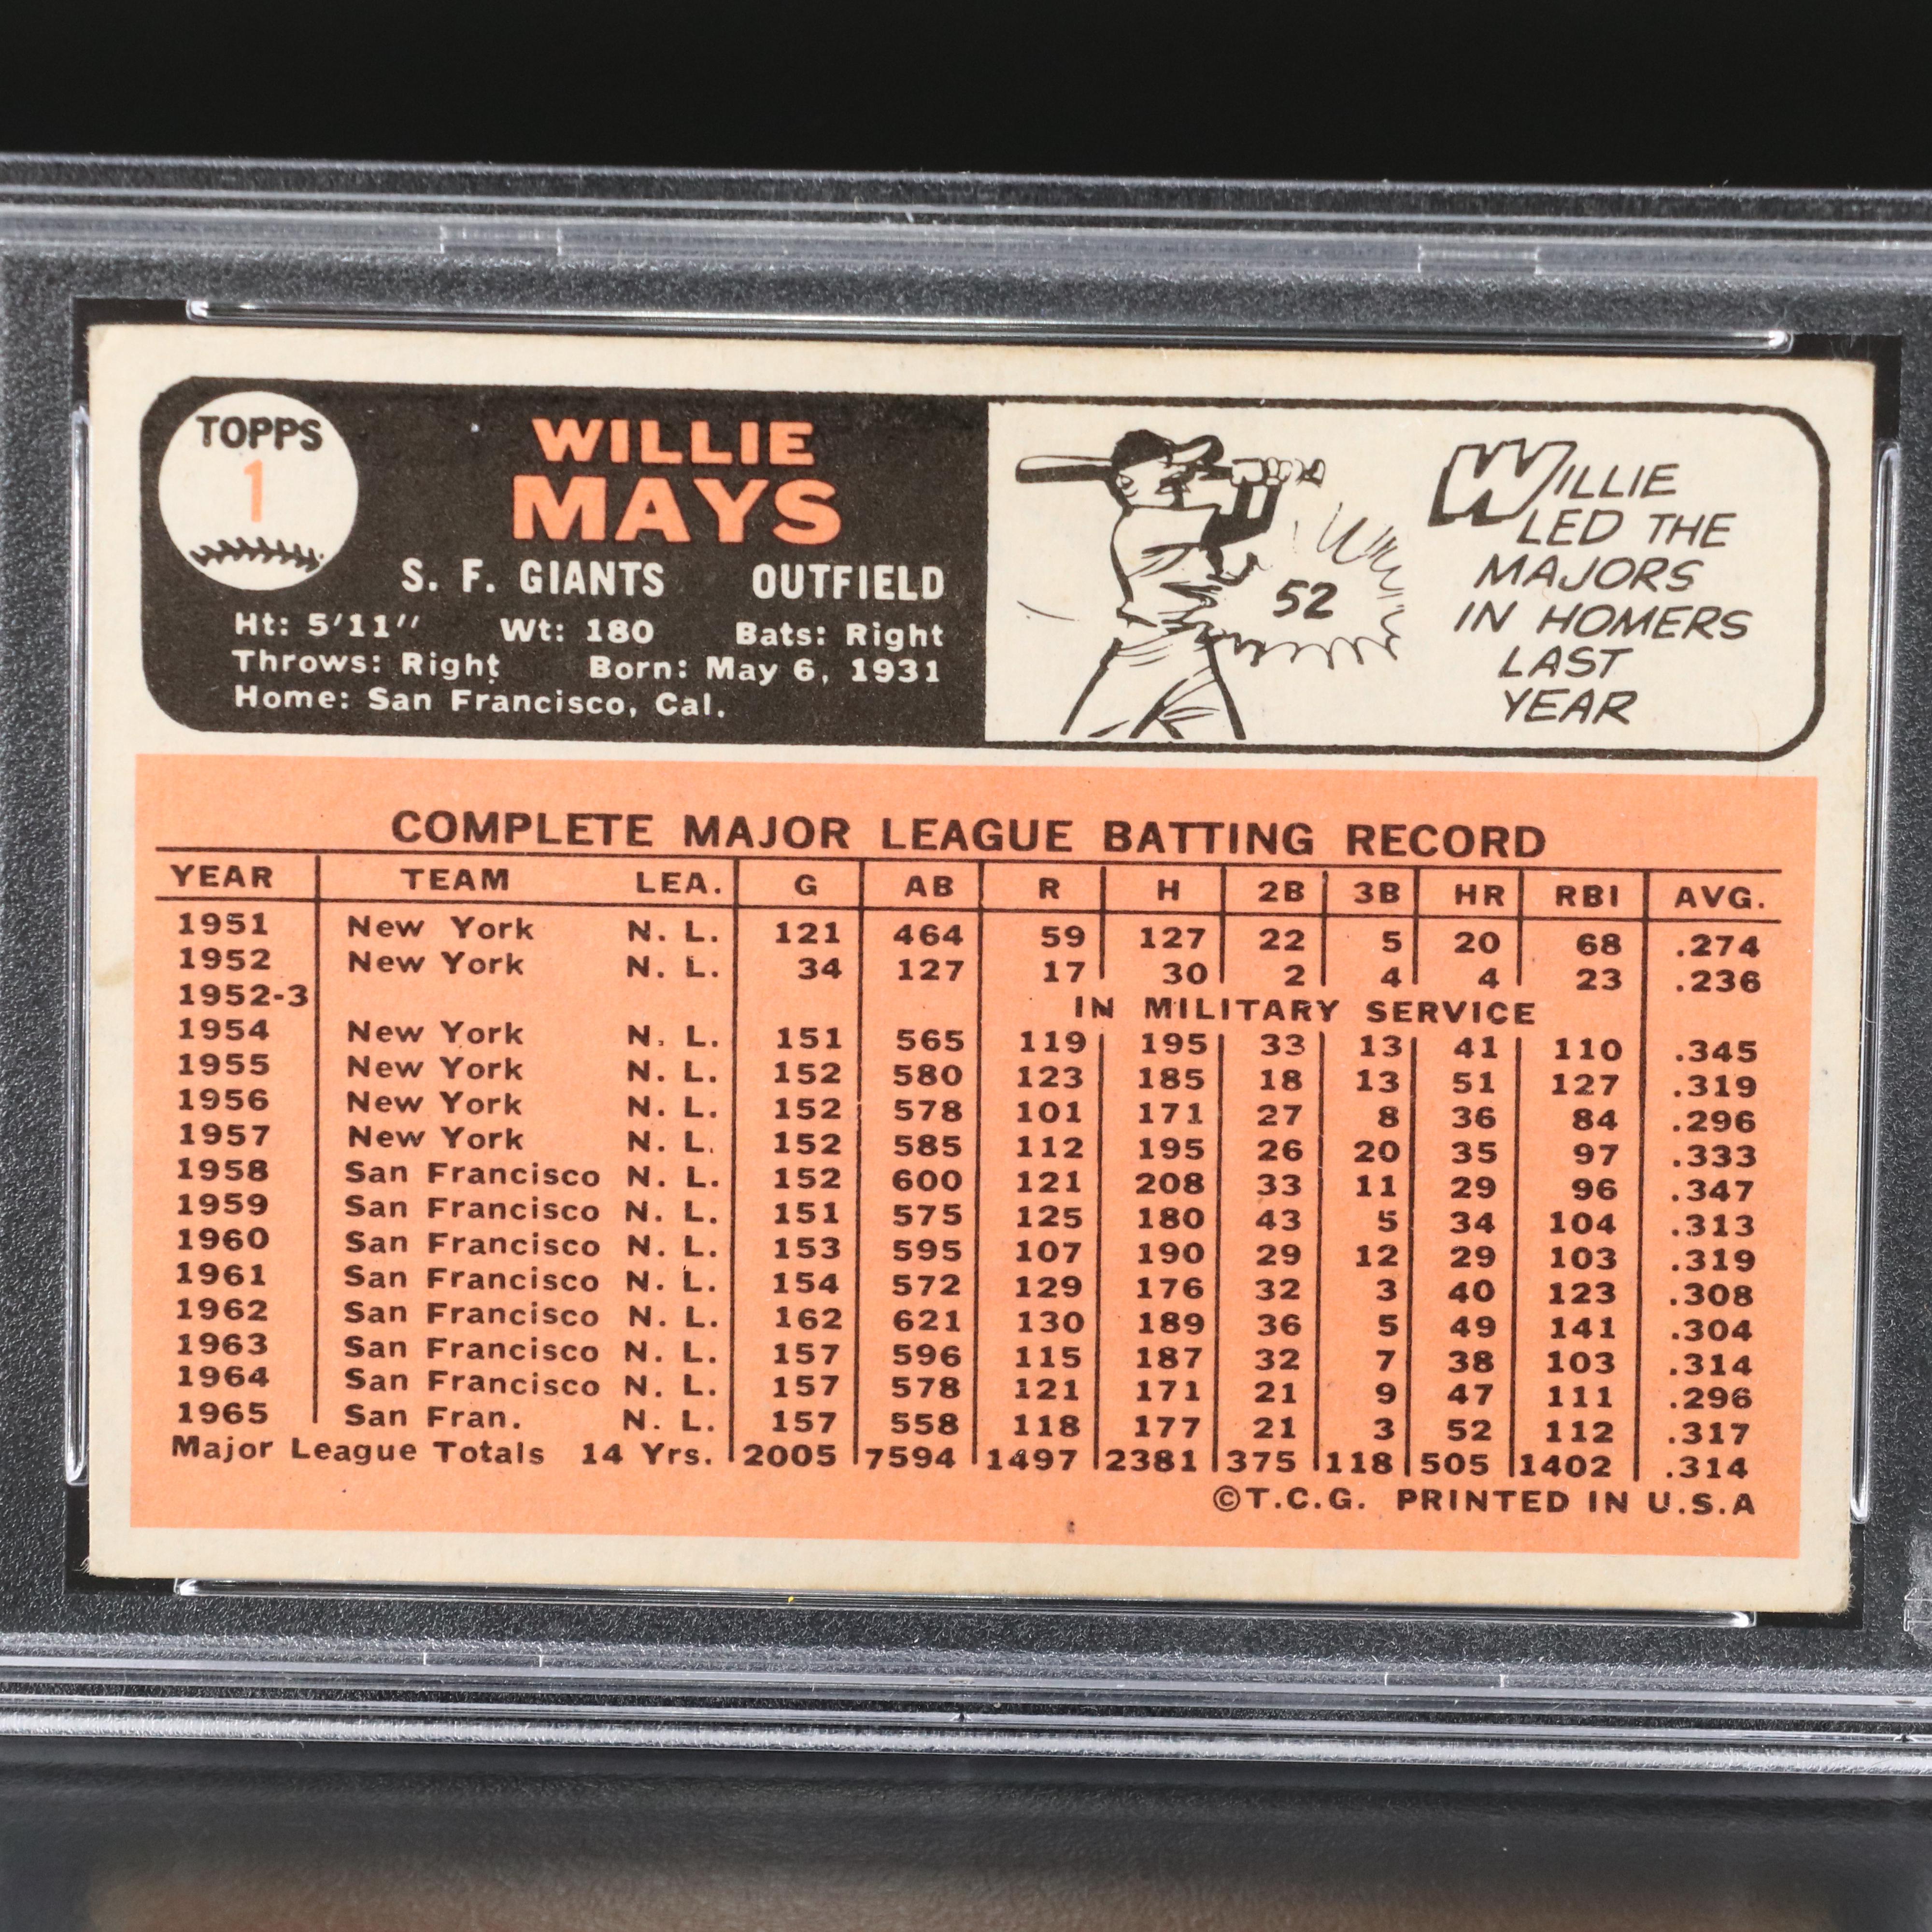 TOPPS
1
WILLIE
MAYS
S. F. GIANTS OUTFIELD
Ht: 5'11" Wt: 180 Bats: Right
Throws: Right Born: May 6, 1931
Home: San Francisco, Cal.
52
WILLIE
LED THE
MAJORS
IN HOMERS
LAST
YEAR
COMPLETE MAJOR LEAGUE BATTING RECORD
YEAR TEAM LEA. G AB R H 2B 3B HR RBI AVG.
1951 New York N. L. 121 464 59 127 22 5 20 68 .274
1952 New York N. L. 34 127 17 30 2 4 4 23 .236
1952-3 IN MILITARY SERVICE
1954 New York N. L. 151 565 119 195 33 13 41 110 .345
1955 New York N. L. 152 580 123 185 18 13 51 127 .319
1956 New York N. L. 152 578 101 171 27 8 36 84 .296
1957 New York N. L. 152 585 112 195 26 20 35 97 .333
1958 San Francisco N. L. 152 600 121 208 33 11 29 96 .347
1959 San Francisco N. L. 151 575 125 180 43 5 34 104 .313
1960 San Francisco N. L. 153 595 107 190 29 12 29 103 .319
1961 San Francisco N. L. 154 572 129 176 32 3 40 123 .308
1962 San Francisco N. L. 162 621 130 189 36 5 49 141 .304
1963 San Francisco N. L. 157 596 115 187 32 7 38 103 .314
1964 San Francisco N. L. 157 578 121 171 21 9 47 111 .296
1965 San Fran. N. L. 157 558 118 177 21 3 52 112 .317
Major League Totals 14 Yrs. 2005 7594 1497 2381 375 118 505 1402 .314
©T.C.G. PRINTED IN U.S.A